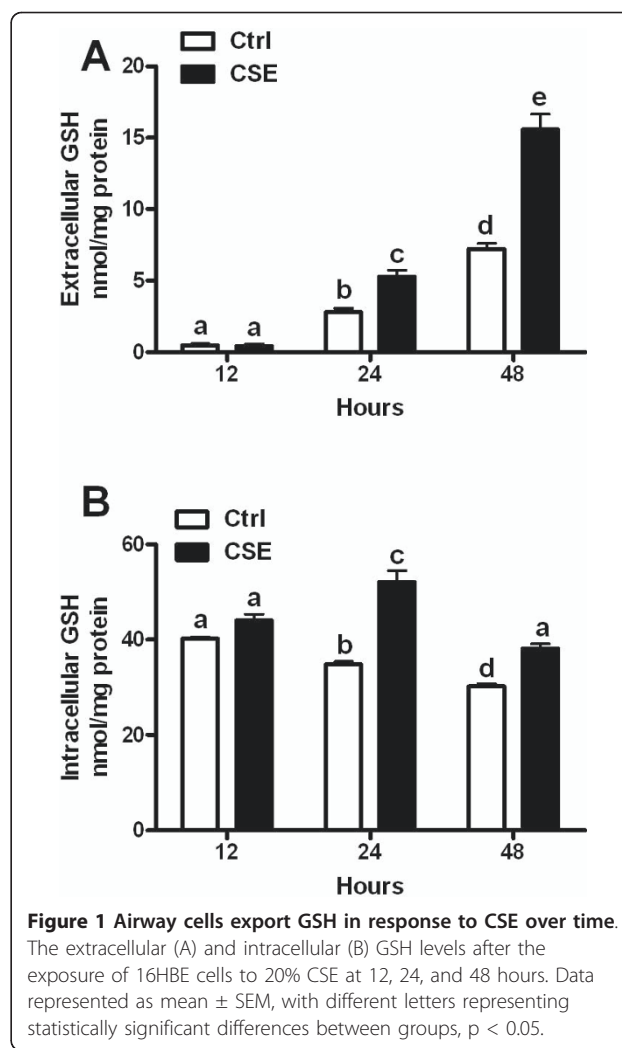 A
Ctrl
CSE
Extracellular GSH
nmol/mg protein
20
15
10
5
0
a
a
b
c
d
e
12
24
48
Hours
B
Ctrl
CSE
Intracellular GSH
nmol/mg protein
60
40
20
0
a
a
b
c
d
a
12
24
48
Hours
Figure 1 Airway cells export GSH in response to CSE over time.
The extracellular (A) and intracellular (B) GSH levels after the
exposure of 16HBE cells to 20% CSE at 12, 24, and 48 hours. Data
represented as mean ± SEM, with different letters representing
statistically significant differences between groups, p < 0.05.